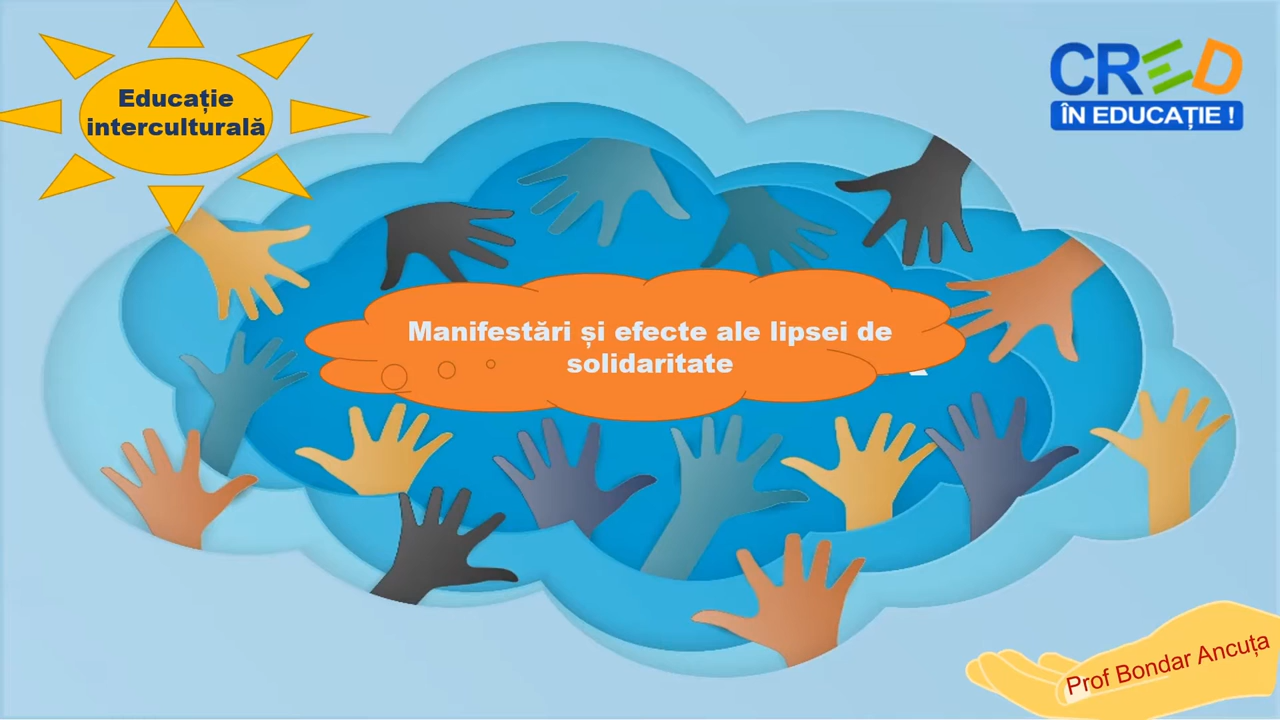 Educație
interculturală
CRED
ÎN EDUCAȚIE !
Manifestări și efecte ale lipsei de
solidaritate
Prof Bondar Ancuța